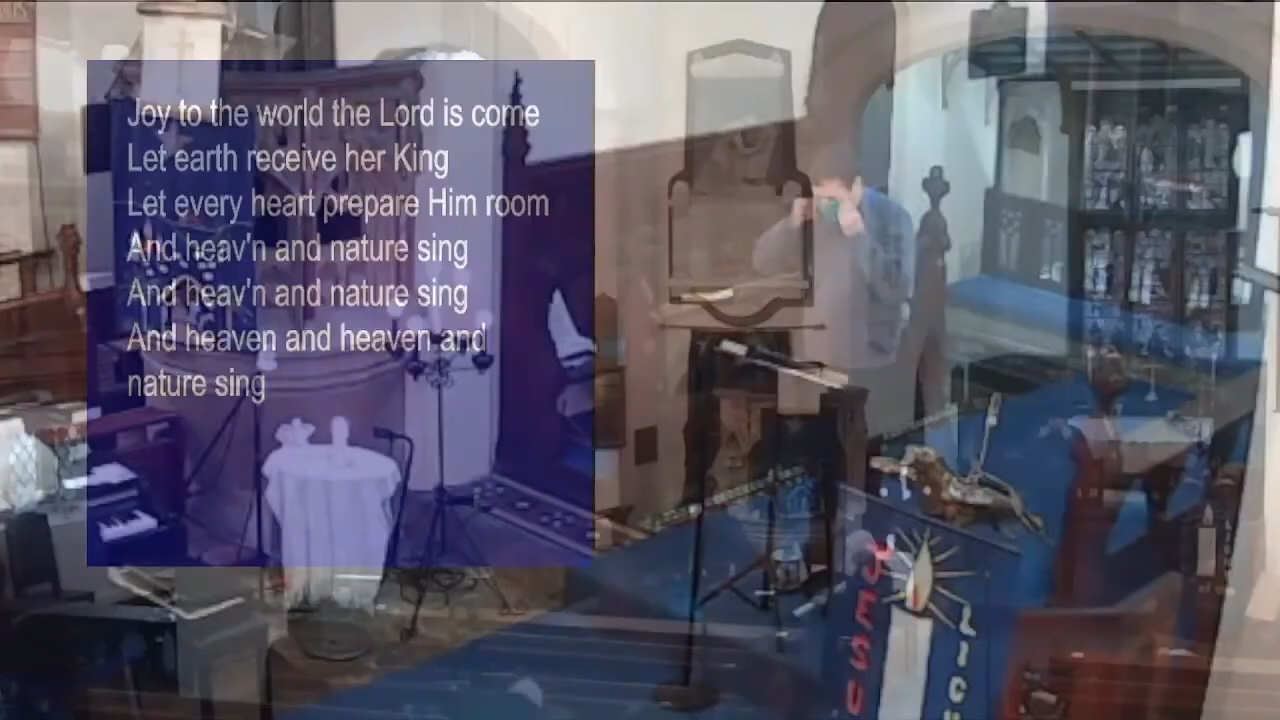 Joy to the world the Lord is come
Let earth receive her King
Let every heart prepare Him room
And heav'n and nature sing
And heav'n and nature sing
And heaven and heaven and
nature sing
JESU